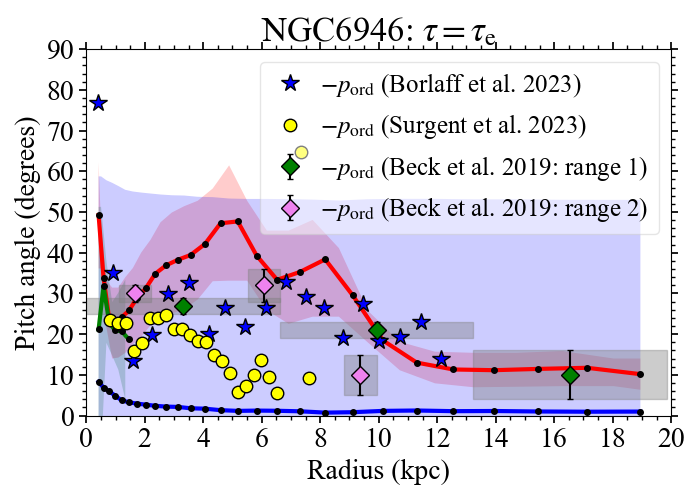 NGC6946: τ = τe
90
80
70
60
50
40
30
20
10
0
Pitch angle (degrees)
−pord (Borlaff et al. 2023)
−pord (Surgent et al. 2023)
−pord (Beck et al. 2019: range 1)
−pord (Beck et al. 2019: range 2)
0 2 4 6 8 10 12 14 16 18 20
Radius (kpc)